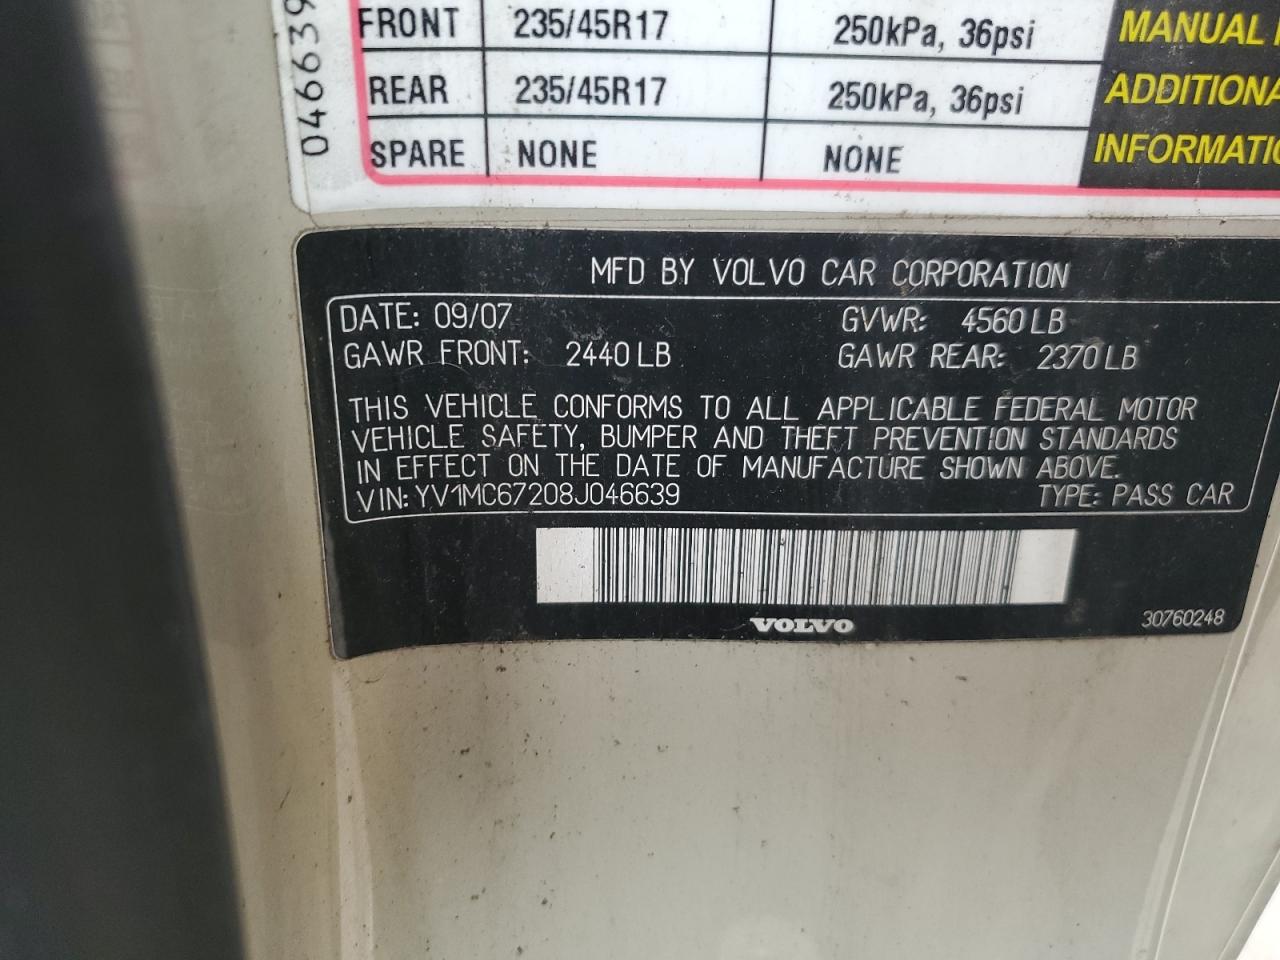 046639
FRONT 235/45R17 250kPa, 36psi
REAR 235/45R17 250kPa, 36psi
SPARE NONE NONE
MANUAL
ADDITIONA
INFORMATIO
MFD BY VOLVO CAR CORPORATION
DATE: 09/07 GVWR: 4560 LB
GAWR FRONT: 2440 LB GAWR REAR: 2370 LB
THIS VEHICLE CONFORMS TO ALL APPLICABLE FEDERAL MOTOR
VEHICLE SAFETY, BUMPER AND THEFT PREVENTION STANDARDS
IN EFFECT ON THE DATE OF MANUFACTURE SHOWN ABOVE.
VIN: YV1MC67208J046639 TYPE: PASS CAR
VOLVO
30760248